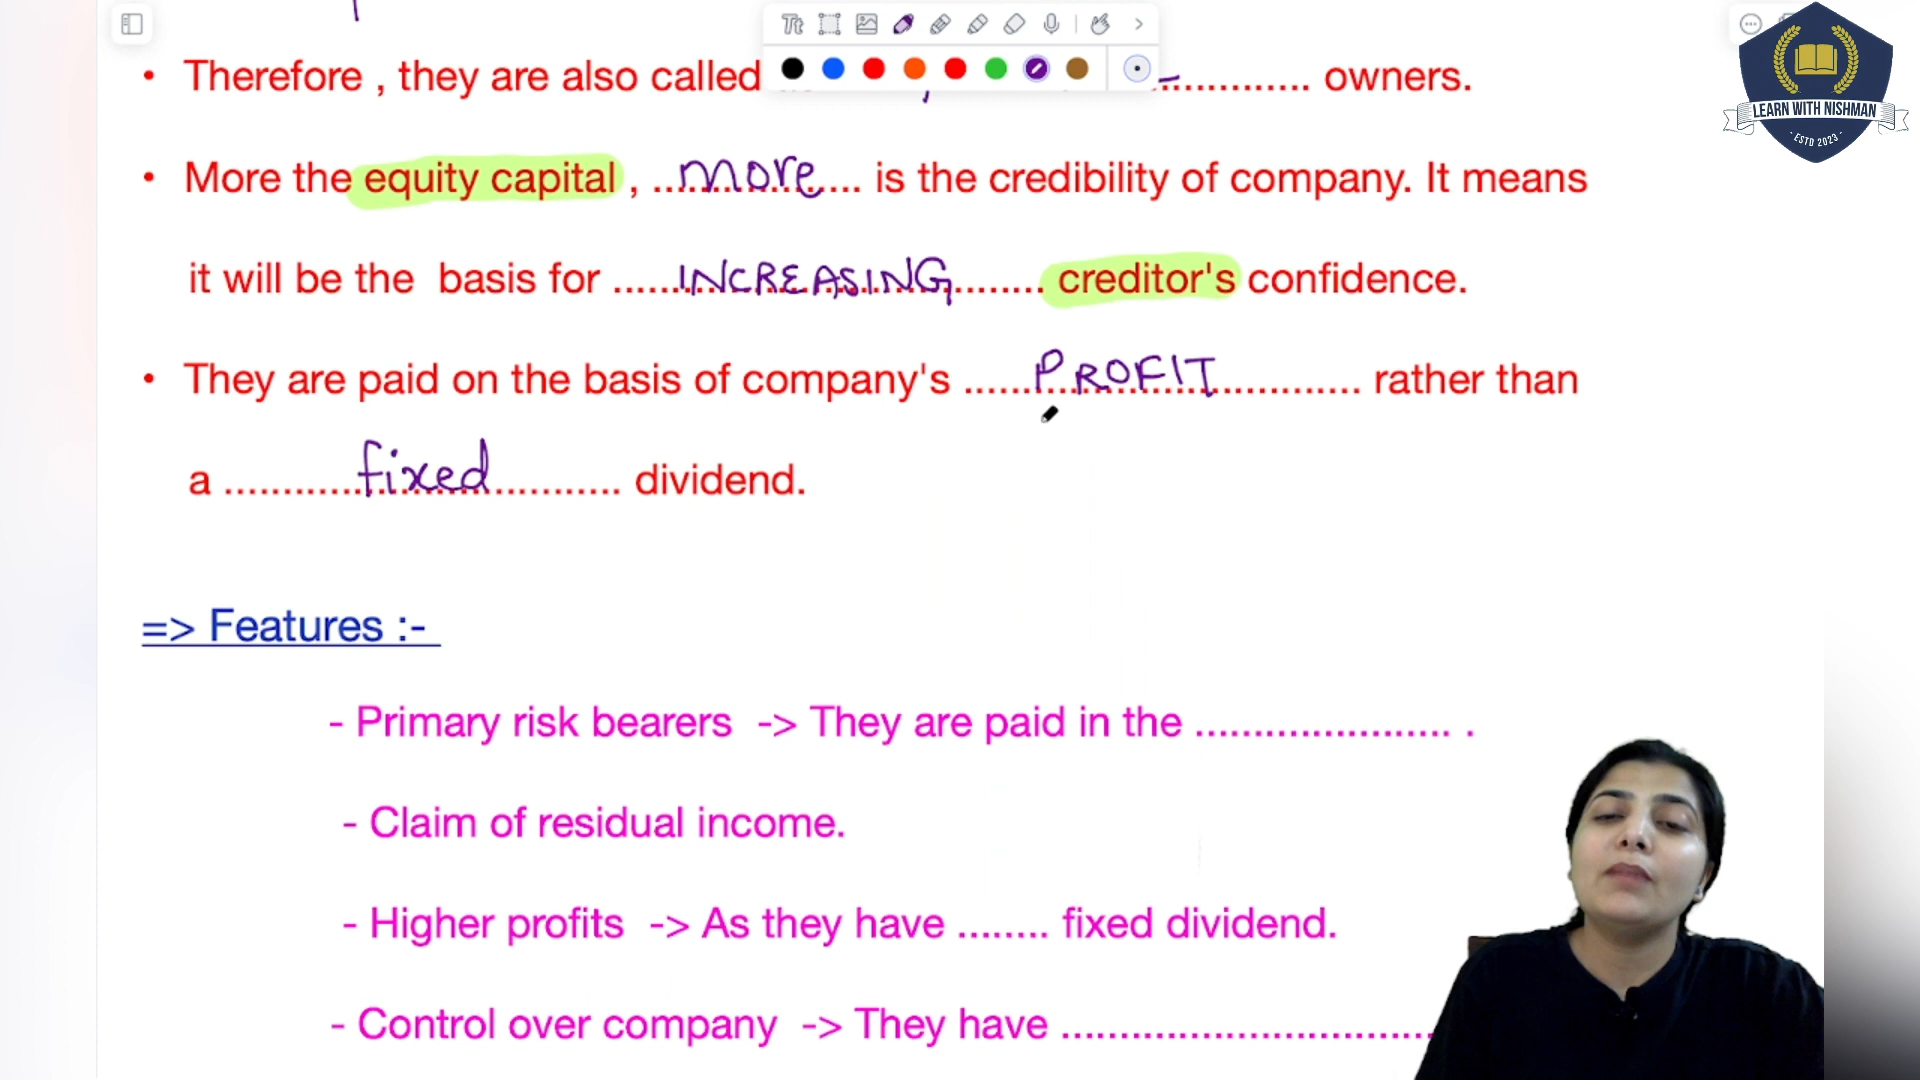 • Therefore , they are also called .......... owners.
LEARN WITH NISHMAN
· ESTD 2023 ·
• More the equity capital , ...more... is the credibility of company. It means
it will be the basis for .....INCREASING........ creditor's confidence.
• They are paid on the basis of company's ......PROFIT............ rather than
a ............fixed............ dividend.
=> Features :-
- Primary risk bearers -> They are paid in the ...................... .
- Claim of residual income.
- Higher profits -> As they have ........ fixed dividend.
- Control over company -> They have ................................